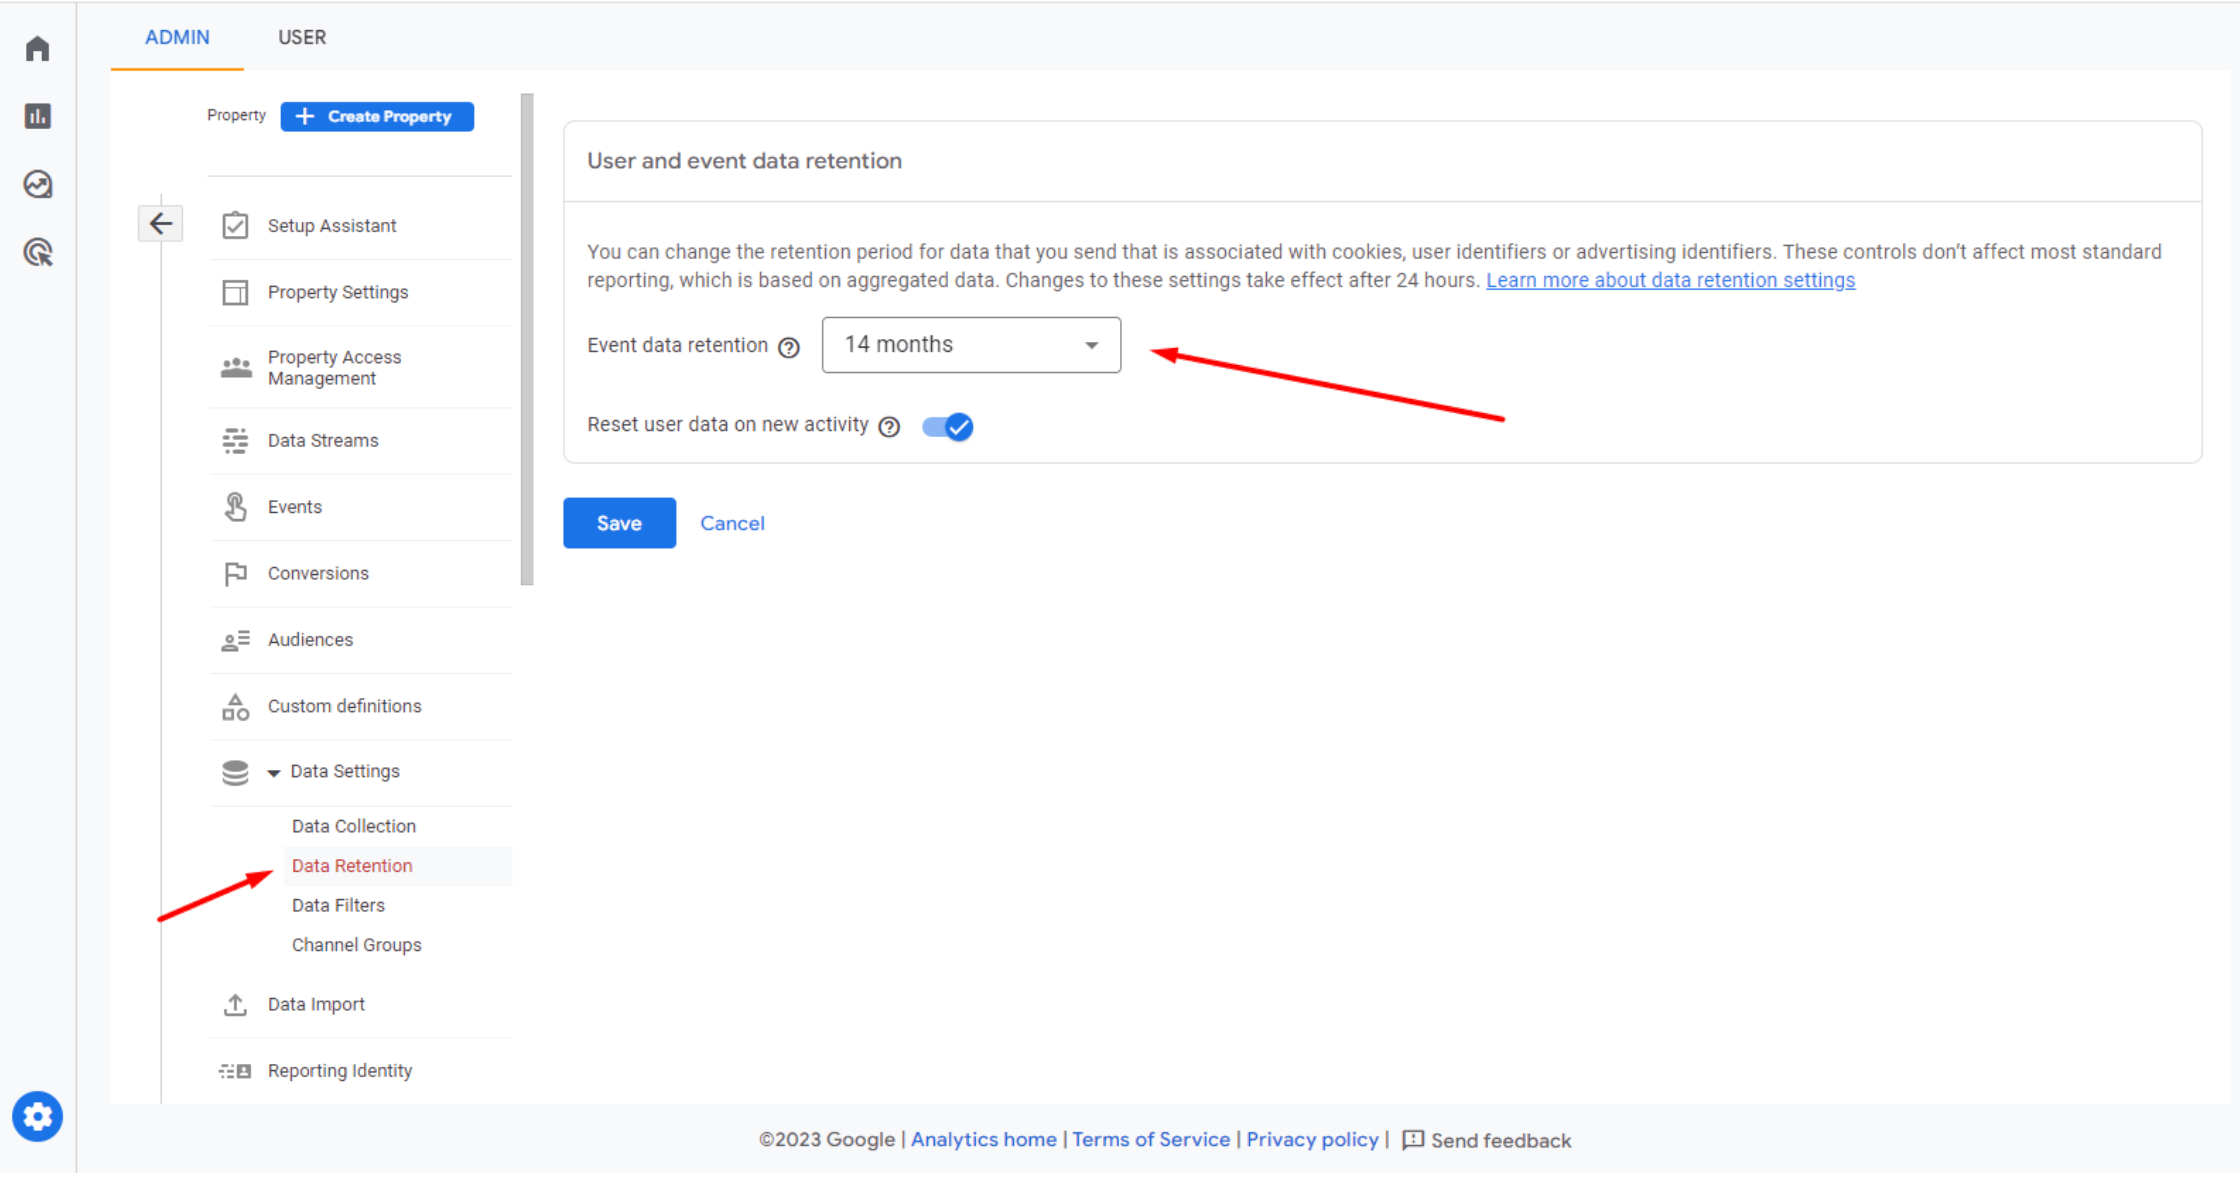 ADMIN
USER
Property
Create Property
Setup Assistant
Property Settings
Property Access
Management
Data Streams
Events
Conversions
Audiences
Custom definitions
Data Settings
Data Collection
Data Retention
Data Filters
Channel Groups
Data Import
Reporting Identity
User and event data retention
You can change the retention period for data that you send that is associated with cookies, user identifiers or advertising identifiers. These controls don't affect most standard
reporting, which is based on aggregated data. Changes to these settings take effect after 24 hours. Learn more about data retention settings
Event data retention
14 months
Reset user data on new activity
Save
Cancel
©2023 Google | Analytics home | Terms of Service | Privacy policy | Send feedback